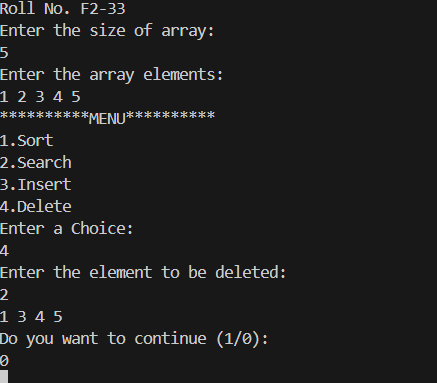 Roll No. F2-33
Enter the size of array:
5
Enter the array elements:
1 2 3 4 5
**********MENU**********
1.Sort
2.Search
3.Insert
4.Delete
Enter a Choice:
4
Enter the element to be deleted:
2
1 3 4 5
Do you want to continue (1/0):
0